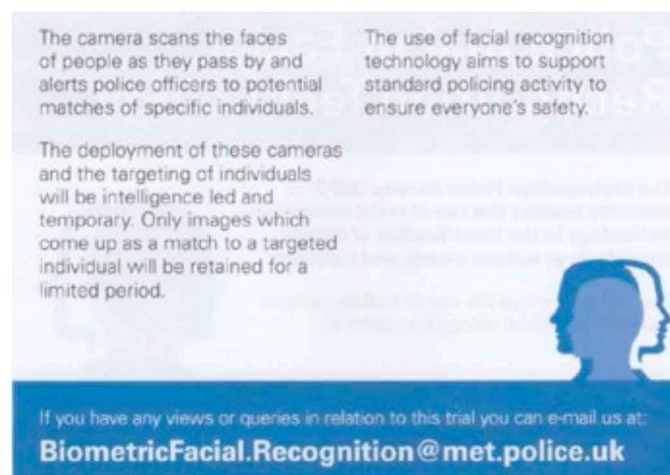 The camera scans the faces
of people as they pass by and
alerts police officers to potential
matches of specific individuals.
The deployment of these cameras
and the targeting of individuals
will be intelligence led and
temporary. Only images which
come up as a match to a targeted
individual will be retained for a
limited period.
The use of facial recognition
technology aims to support
standard policing activity to
ensure everyone's safety.
If you have any views or queries in relation to this trial you can e-mail us at:
BiometricFacial.Recognition@met.police.uk